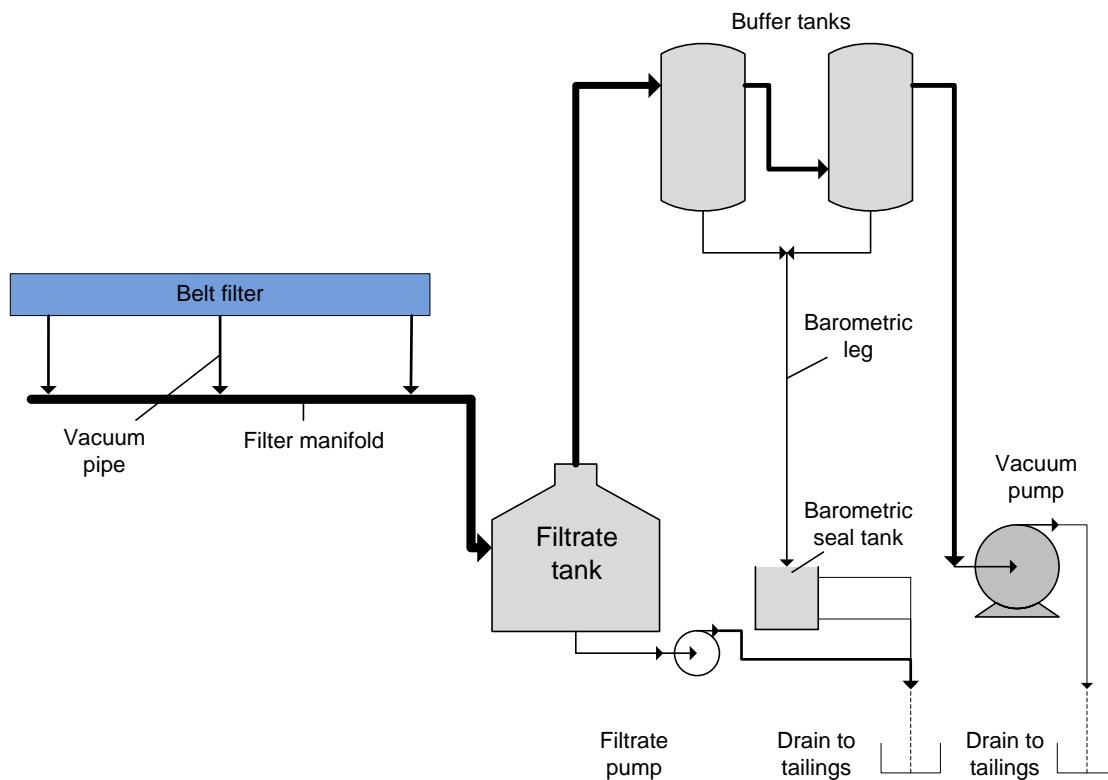 Buffer tanks
Belt filter
Barometric
leg
Vacuum
pipe
Filter manifold
Vacuum
pump
Barometric
seal tank
Filtrate
tank
Filtrate
pump
Drain to
tailings
Drain to
tailings